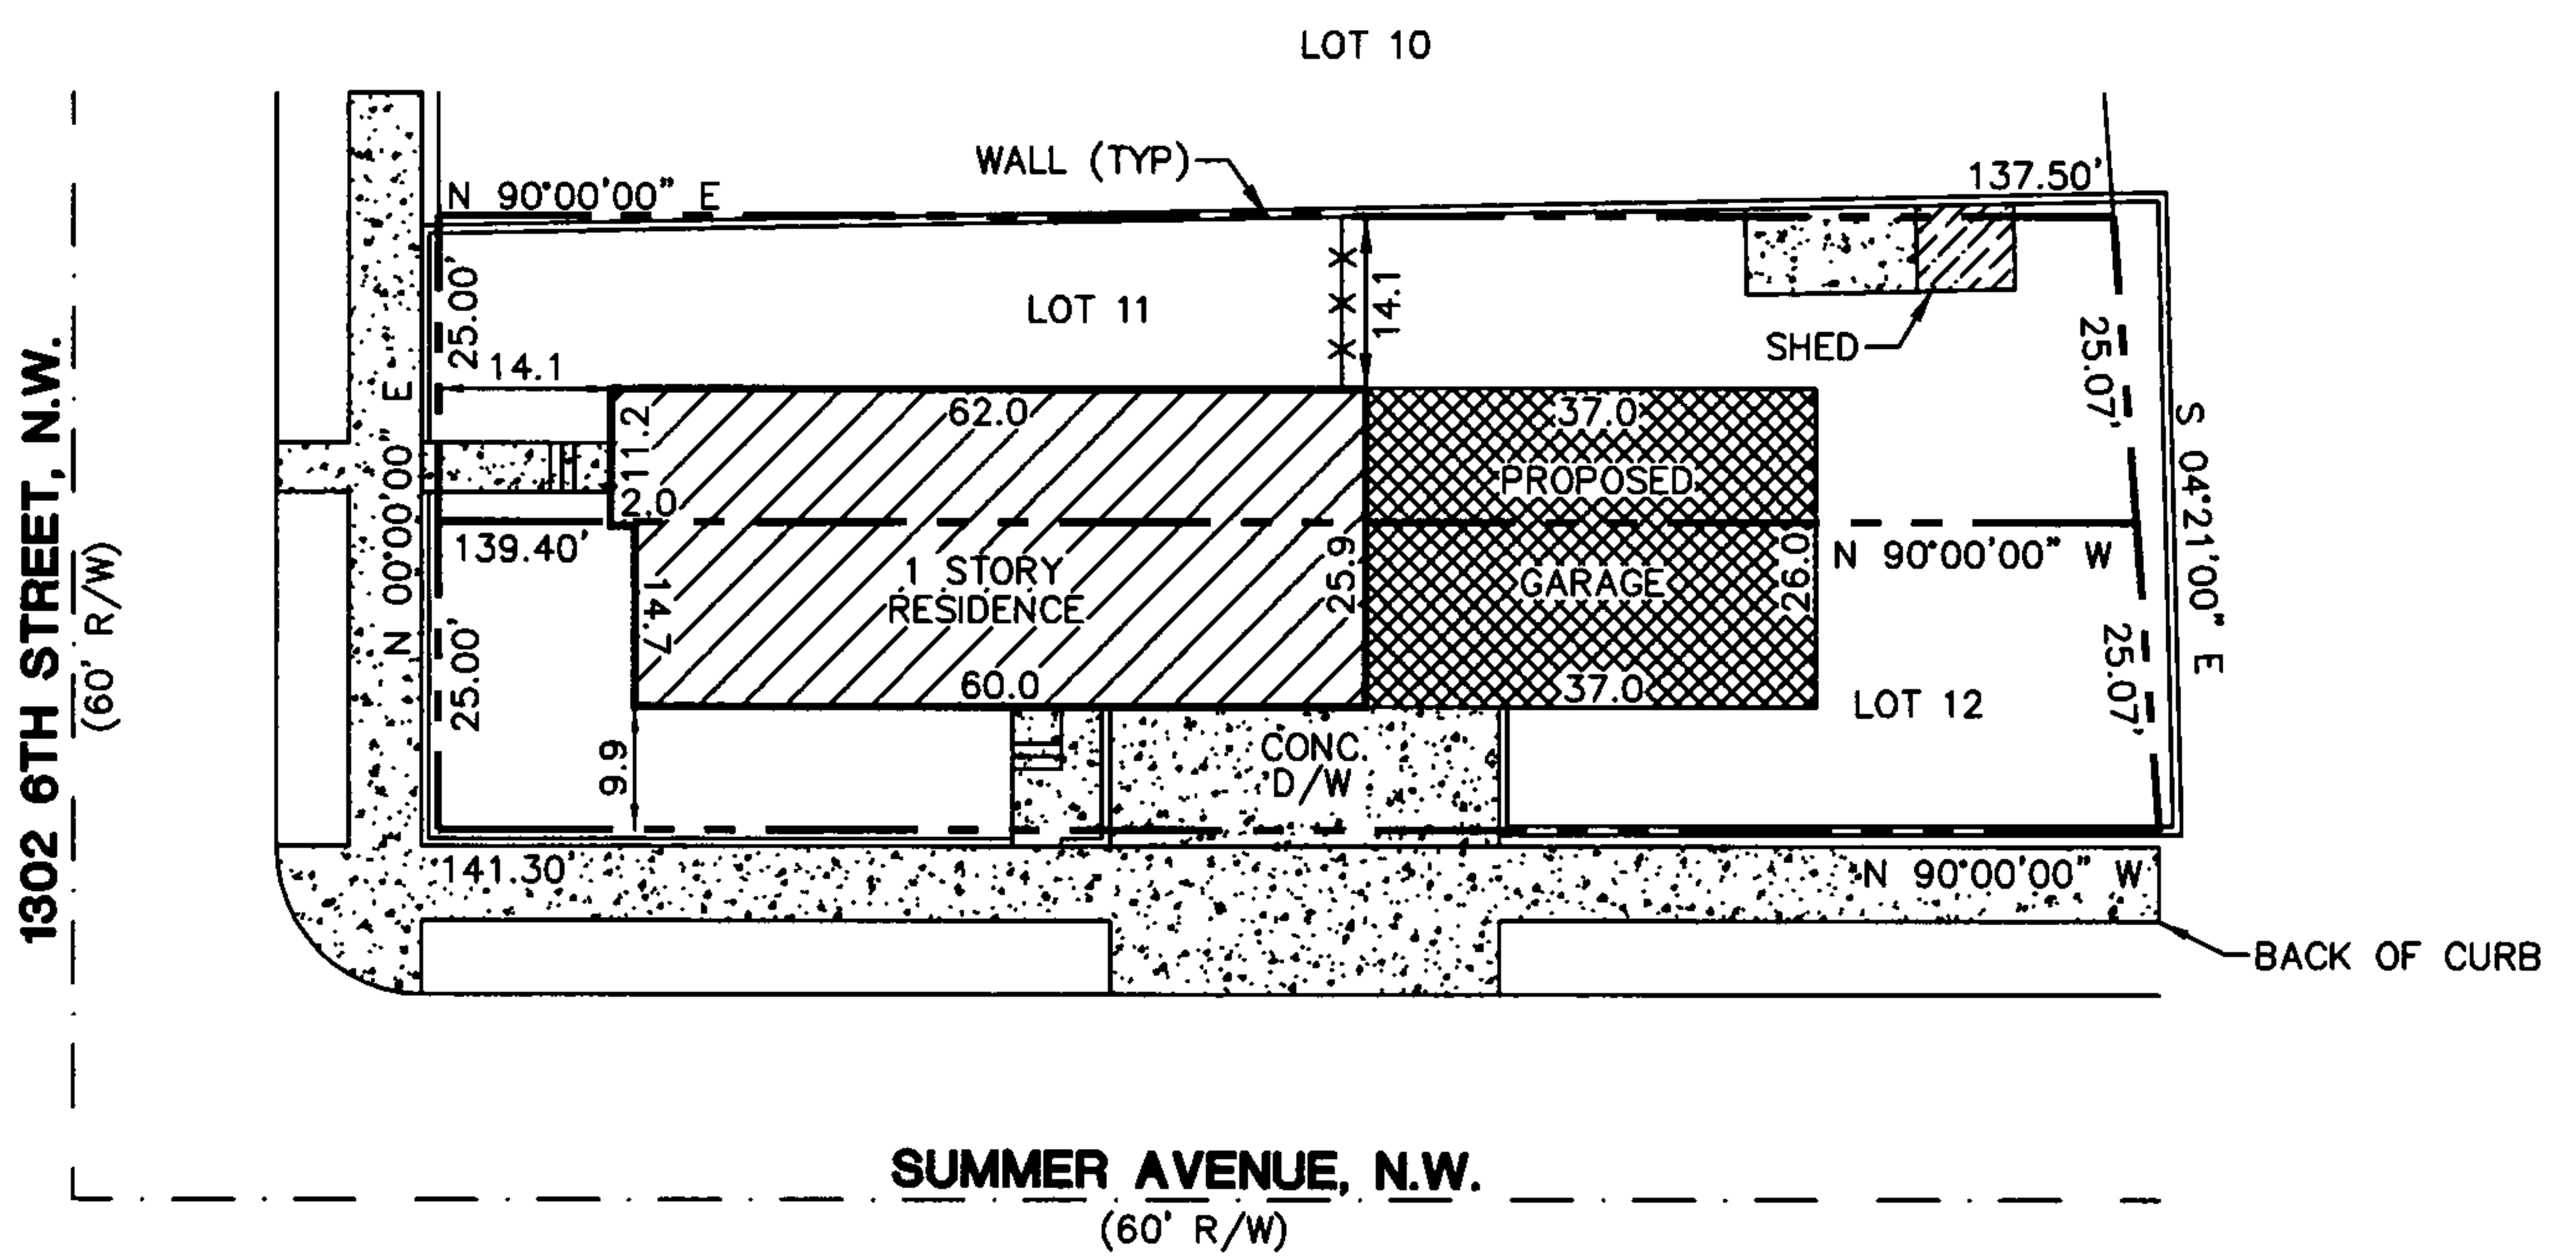 LOT 10
WALL (TYP)
137.50'
N 90°00'00" E
25.00'
LOT 11
14.1
SHED
25.07'
14.1
1302 6TH STREET, N.W.
(60' R/W)
N 00°00'00" E
11.2
62.0
37.0
S 04°21'00" E
2.0
PROPOSED
139.40'
1 STORY
RESIDENCE
25.9
GARAGE
26.0
N 90°00'00" W
14.7
25.00'
60.0
37.0
LOT 12
25.07'
9.9
CONC.
D/W
141.30'
N 90°00'00" W
BACK OF CURB
SUMMER AVENUE, N.W.
(60' R/W)